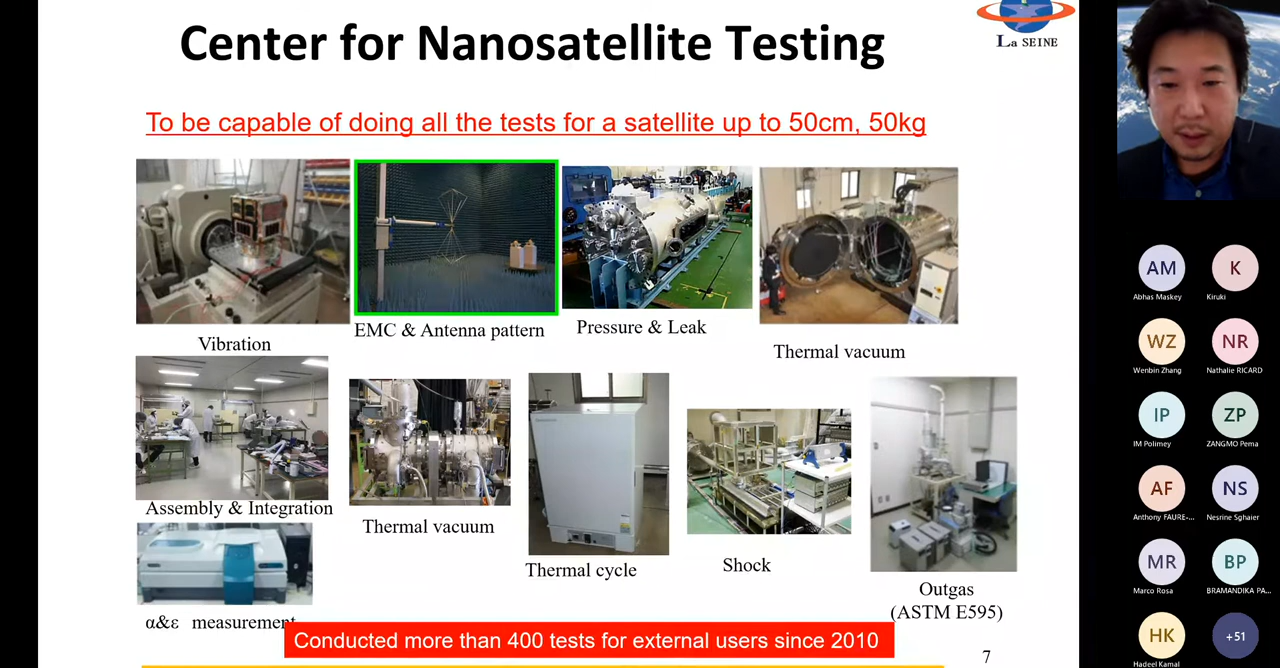 Center for Nanosatellite Testing
LA SEINE
To be capable of doing all the tests for a satellite up to 50cm, 50kg
Vibration
EMC & Antenna pattern
Pressure & Leak
Thermal vacuum
Assembly & Integration
Thermal vacuum
Thermal cycle
Shock
Outgas
(ASTM E595)
α&ε measurement
Conducted more than 400 tests for external users since 2010
7
AM
Abhas Maskey
K
Kiruki
WZ
Wenbin Zhang
NR
Nathalie RICARD
IP
IM Polimey
ZP
ZANGMO Pema
AF
Anthony FAURE-...
NS
Nesrine Sghaier
MR
Marco Rosa
BP
BRAMANDIKA PA...
HK
Hadeel Kamal
+51